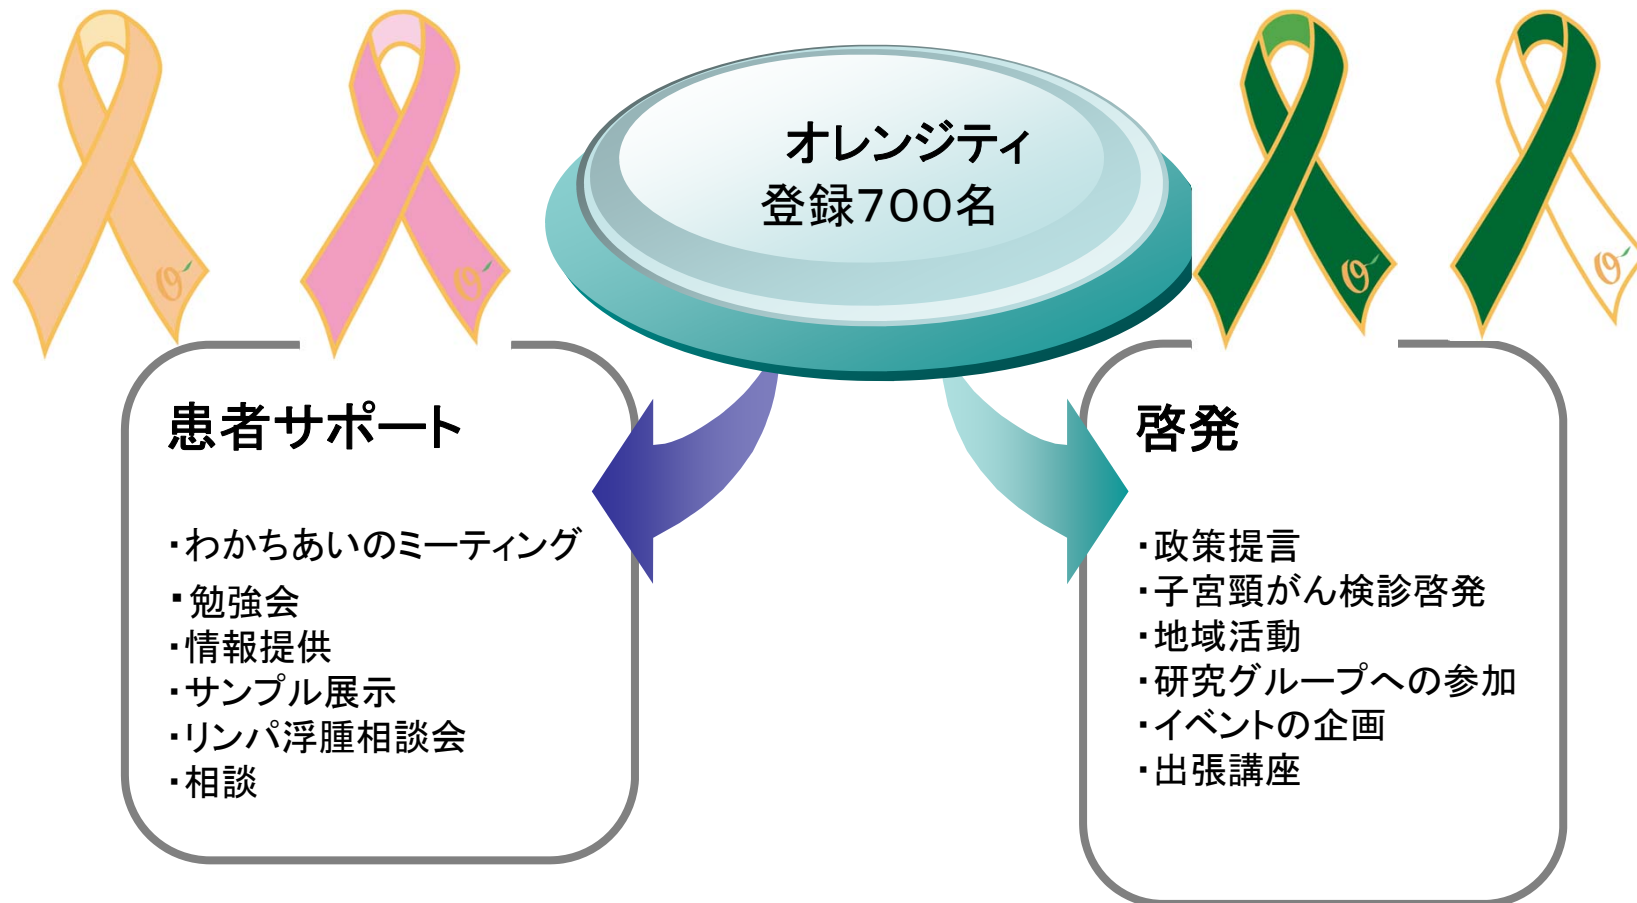 オレンジティ
登録700名
患者サポート
・わかちあいのミーティング
・勉強会
・情報提供
・サンプル展示
・リンパ浮腫相談会
・相談
啓発
・政策提言
・子宮頸がん検診啓発
・地域活動
・研究グループへの参加
・イベントの企画
・出張講座